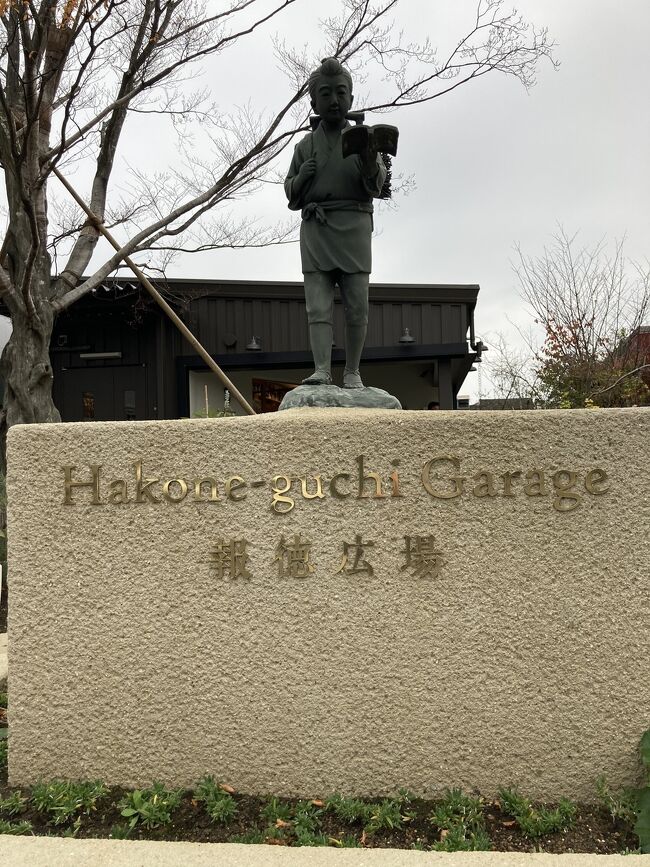 Hakone-guchi Garage
報徳広場